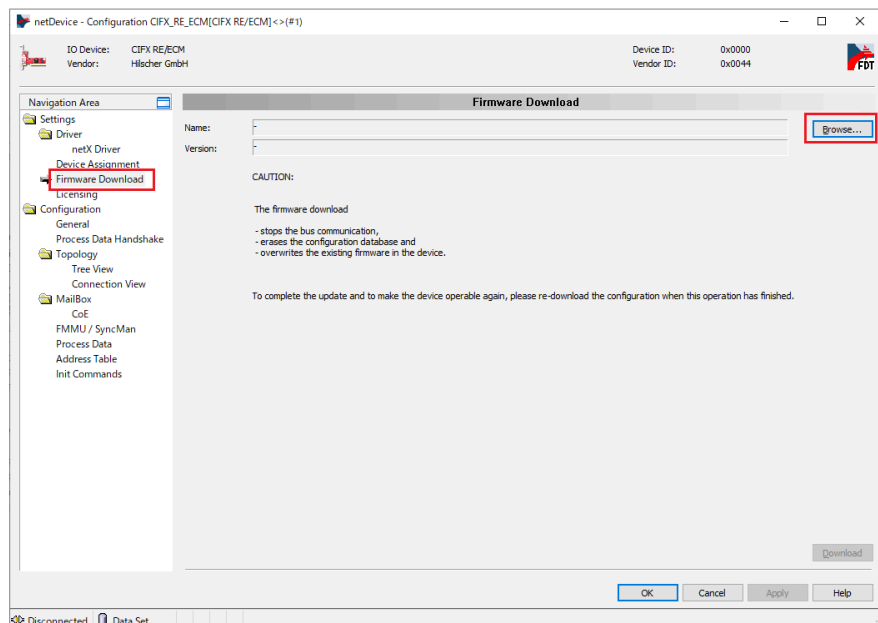 netDevice - Configuration CIFX_RE_ECM[CIFX RE/ECM]<>(#1)
IO Device: CIFX RE/ECM Device ID: 0x0000
Vendor: Hilscher GmbH Vendor ID: 0x0044
FDT
Navigation Area
Firmware Download
Settings
Driver
netX Driver
Device Assignment
Firmware Download
Licensing
Configuration
General
Process Data Handshake
Topology
Tree View
Connection View
MailBox
CoE
FMMU / SyncMan
Process Data
Address Table
Init Commands
Name: - Browse...
Version: -
CAUTION:
The firmware download
- stops the bus communication,
- erases the configuration database and
- overwrites the existing firmware in the device.
To complete the update and to make the device operable again, please re-download the configuration when this operation has finished.
Download
OK Cancel Apply Help
Disconnected Data Set